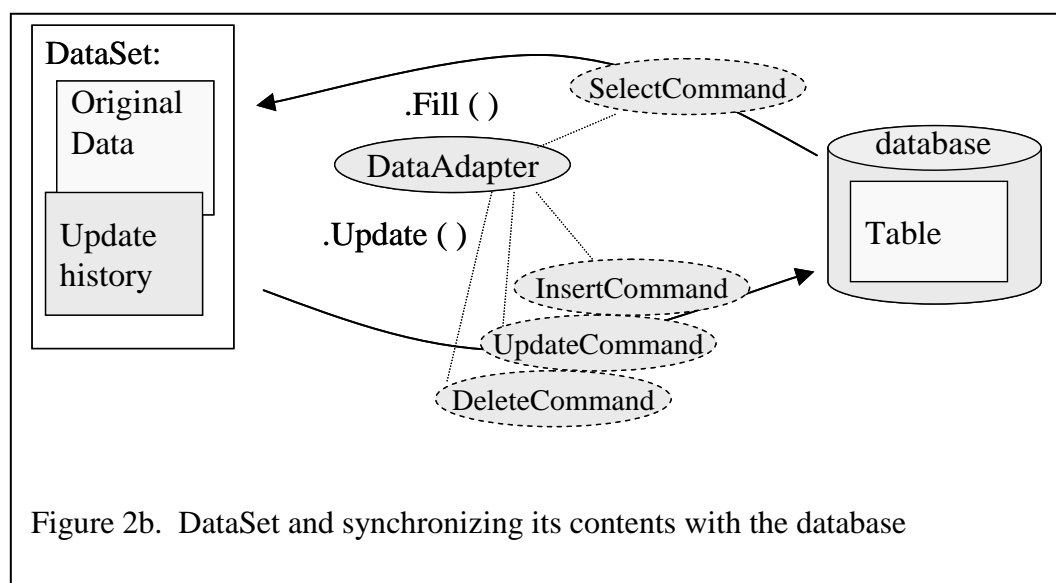 DataSet:
Original
Data
Update
history
.Fill ( )
SelectCommand
DataAdapter
.Update ( )
InsertCommand
UpdateCommand
DeleteCommand
database
Table
Figure 2b. DataSet and synchronizing its contents with the database